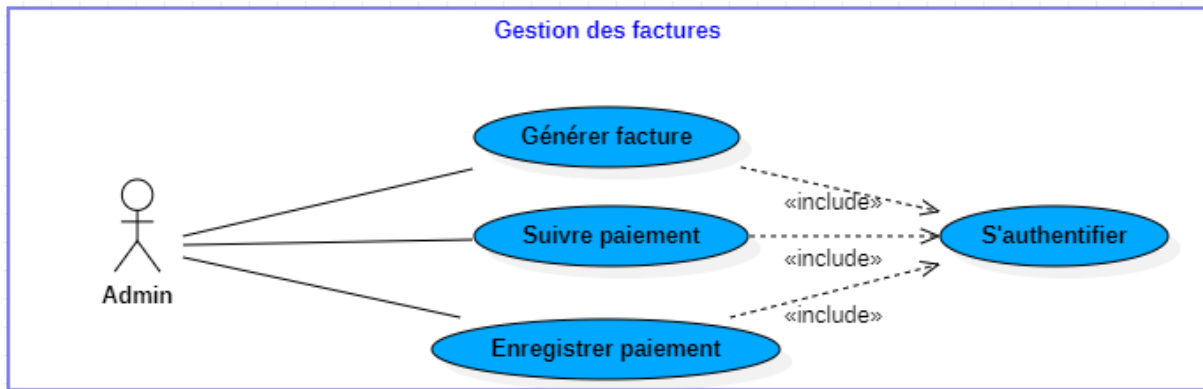 Gestion des factures
Générer facture
«include»
Suivre paiement
S'authentifier
«include»
Admin
«include»
Enregistrer paiement